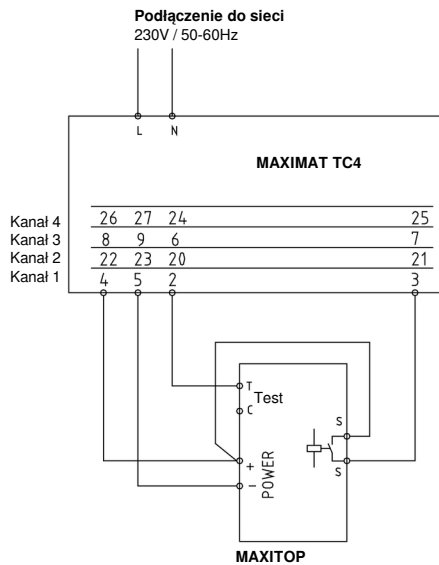 Podłączenie do sieci
230V / 50-60Hz
L N
MAXIMAT TC4
Kanał 4 26 27 24 25
Kanał 3 8 9 6 7
Kanał 2 22 23 20 21
Kanał 1 4 5 2 3
T
Test
C
S
+
POWER
S
-
MAXITOP